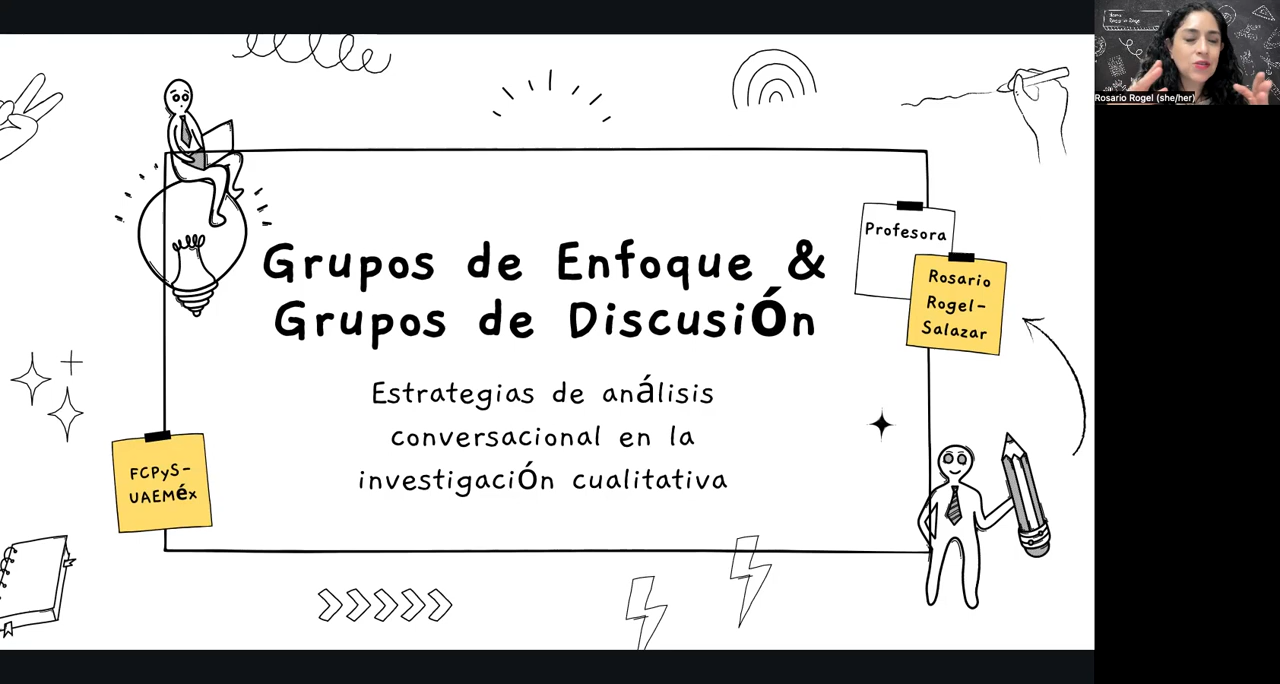 Grupos de Enfoque &
Grupos de DiscusiÓn
Estrategias de análisis
conversacional en la
investigaciÓn cualitativa
Profesora
Rosario
Rogel-
Salazar
FCPyS-
UAEMéx
Rosario Rogel (she/her)